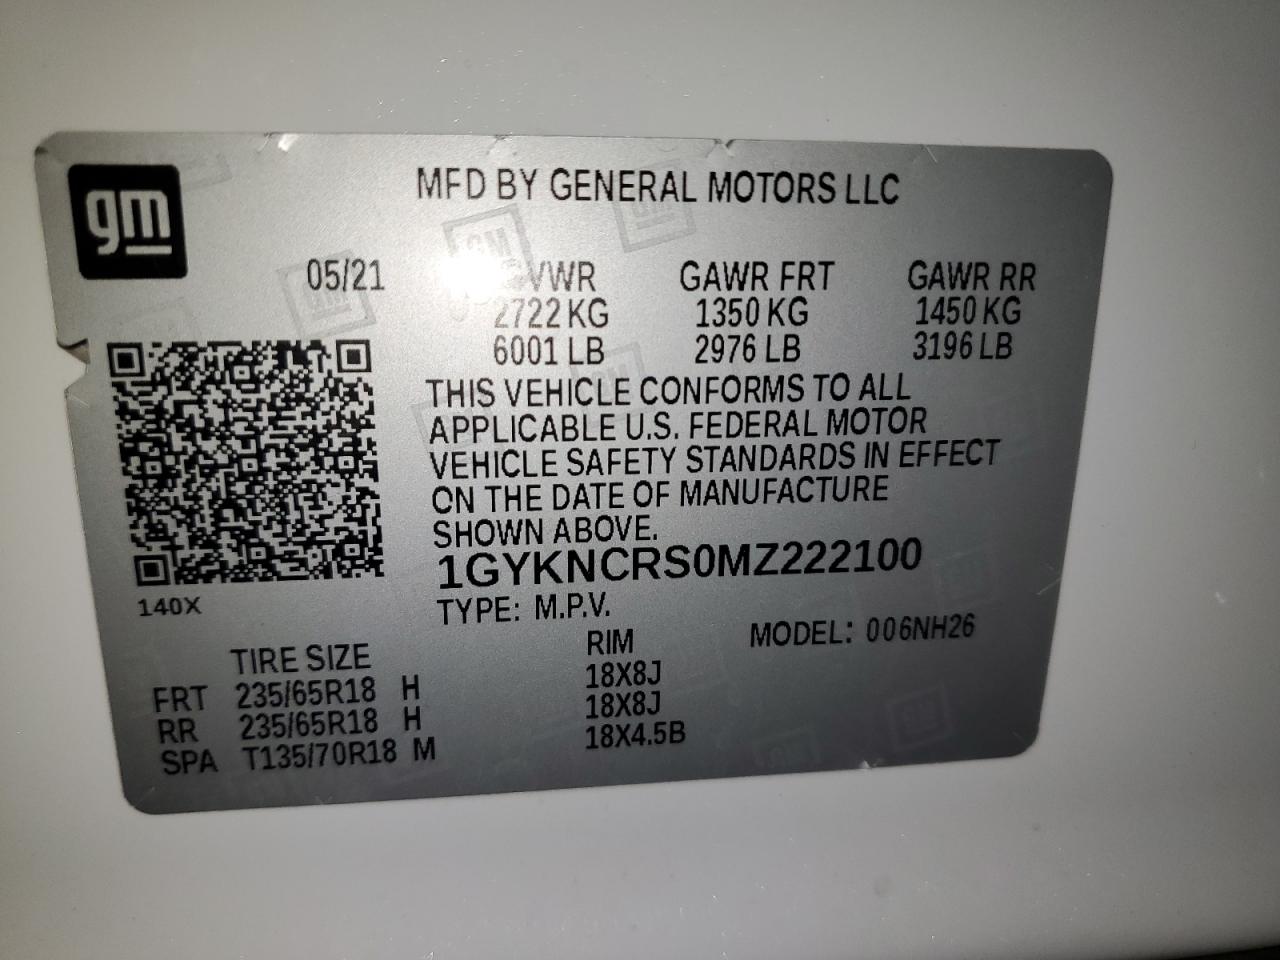 gm
MFD BY GENERAL MOTORS LLC
05/21 GVWR GAWR FRT GAWR RR
2722 KG 1350 KG 1450 KG
6001 LB 2976 LB 3196 LB
THIS VEHICLE CONFORMS TO ALL
APPLICABLE U.S. FEDERAL MOTOR
VEHICLE SAFETY STANDARDS IN EFFECT
ON THE DATE OF MANUFACTURE
SHOWN ABOVE.
1GYKNCRS0MZ222100
140X
TYPE: M.P.V.
MODEL: 006NH26
TIRE SIZE RIM
FRT 235/65R18 H 18X8J
RR 235/65R18 H 18X8J
SPA T135/70R18 M 18X4.5B